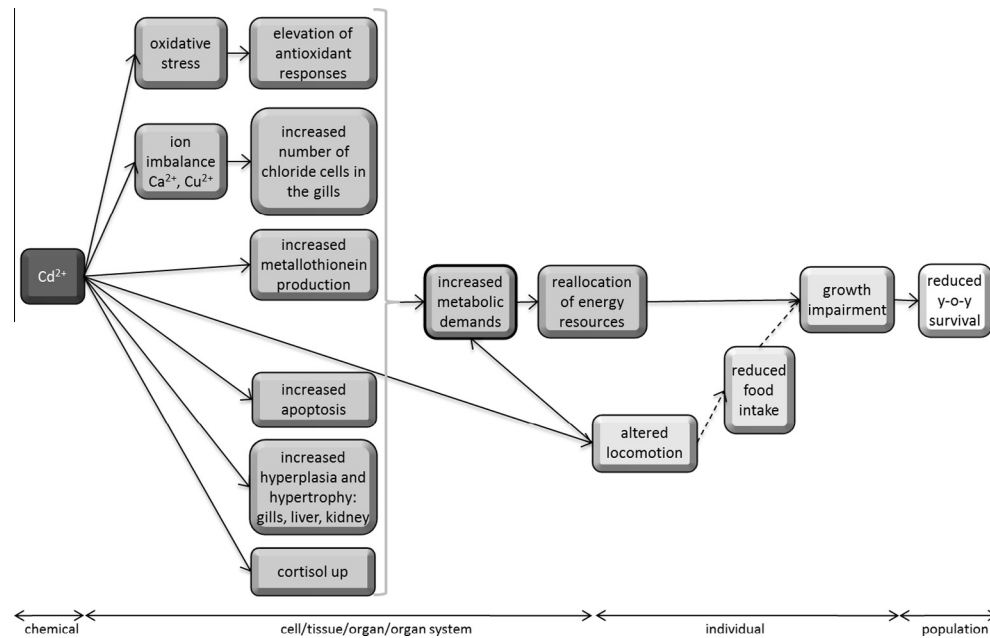 oxidative
stress
elevation of
antioxidant
responses
ion
imbalance
Ca²⁺, Cu²⁺
increased
number of
chloride cells in
the gills
Cd²⁺
increased
metallothionein
production
increased
metabolic
demands
reallocation
of energy
resources
growth
impairment
reduced
y-o-y
survival
reduced
food
intake
increased
apoptosis
altered
locomotion
increased
hyperplasia and
hypertrophy:
gills, liver, kidney
cortisol up
chemical
cell/tissue/organ/organ system
individual
population